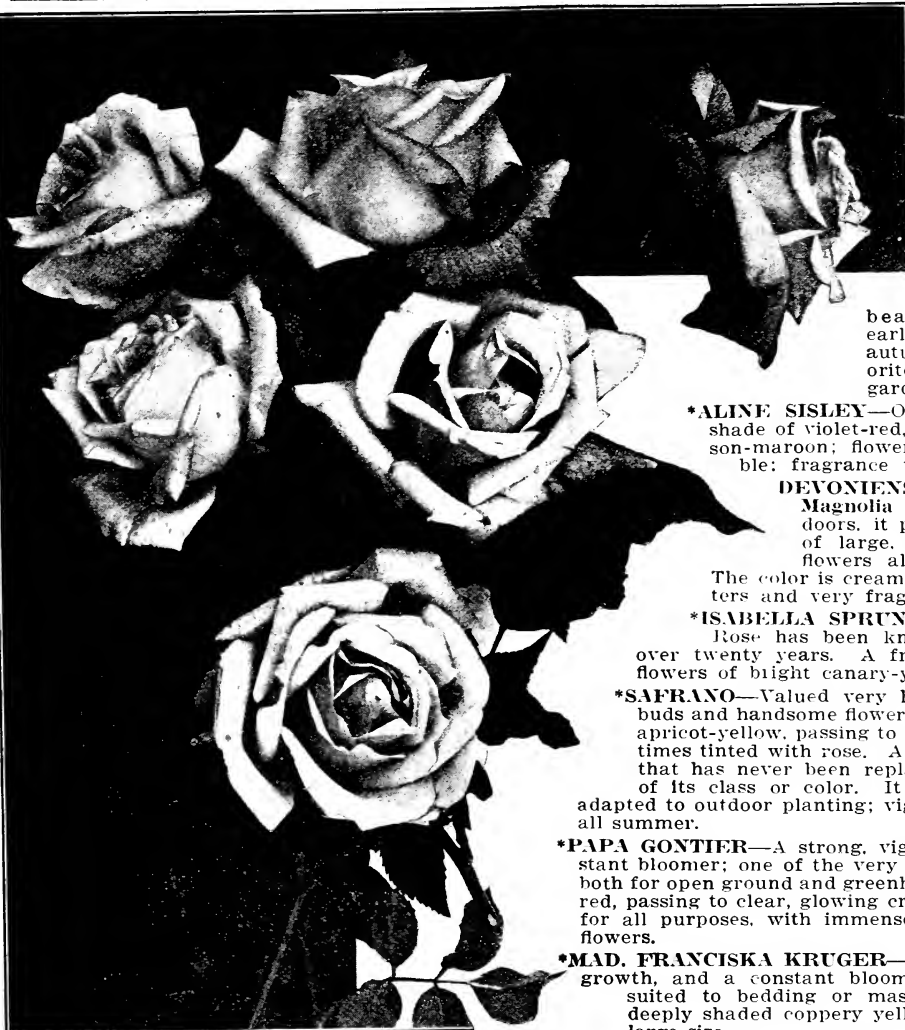 bea
earl
autu
orite
gard
*ALINE SISLEY—O
shade of violet-red,
son-maroon; flower
ble; fragrance
DEVONIENS
Magnolia
doors, it p
of large,
flowers al
The color is cream
ters and very frag
*ISABELLA SPRUN
Rose has been kn
over twenty years. A fr
flowers of bright canary-y
*SAFRANO—Valued very h
buds and handsome flower
apricot-yellow, passing to
times tinted with rose. A
that has never been repl
of its class or color. It
adapted to outdoor planting; vig
all summer.
*PAPA GONTIER—A strong, vig
stant bloomer; one of the very
both for open ground and greenh
red, passing to clear, glowing cr
for all purposes, with immens
flowers.
*MAD. FRANCISKA KRUGER—
growth, and a constant bloom
suited to bedding or mas
deeply shaded coppery yell
large size